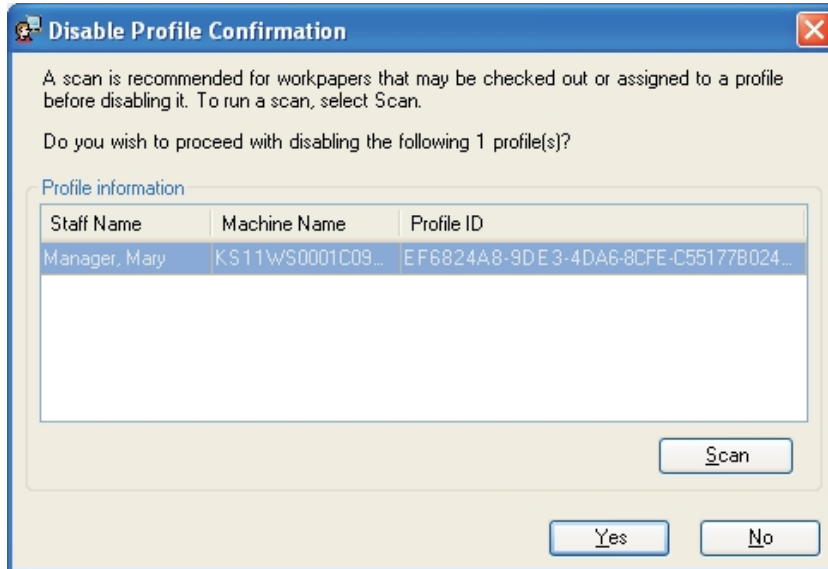 Disable Profile Confirmation
A scan is recommended for workpapers that may be checked out or assigned to a profile
before disabling it. To run a scan, select Scan.
Do you wish to proceed with disabling the following 1 profile(s)?
Profile information
Staff Name Machine Name Profile ID
Manager, Mary KS11WS0001C09... EF6824A8-9DE3-4DA6-8CFE-C55177B024...
Scan
Yes No